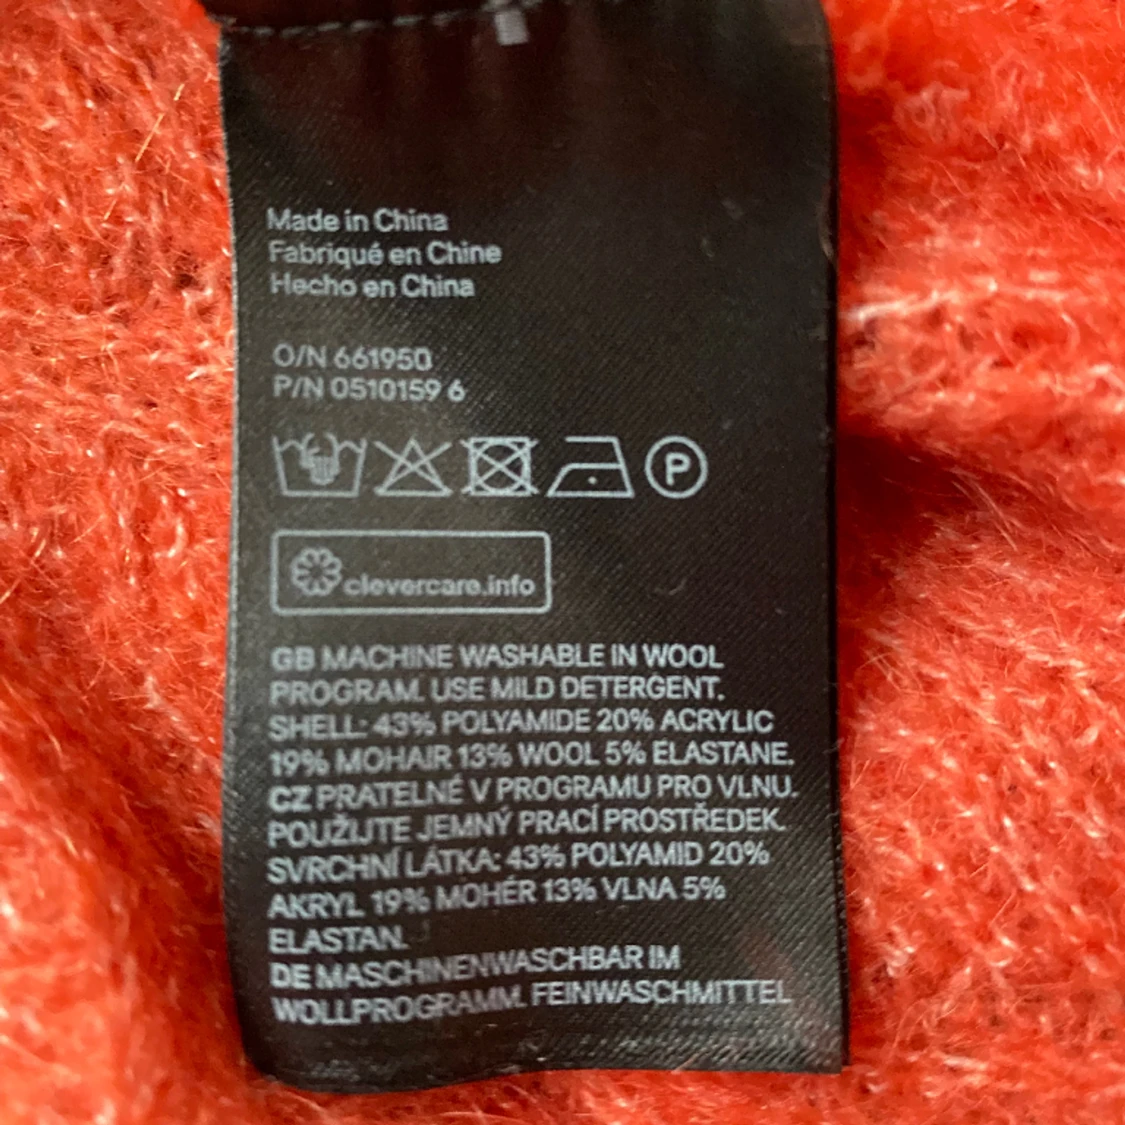 Made in China
Fabriqué en Chine
Hecho en China
O/N 661950
P/N 0510159 6
P
clevercare.info
GB MACHINE WASHABLE IN WOOL
PROGRAM. USE MILD DETERGENT.
SHELL: 43% POLYAMIDE 20% ACRYLIC
19% MOHAIR 13% WOOL 5% ELASTANE.
CZ PRATELNÉ V PROGRAMU PRO VLNU.
POUŽIJTE JEMNÝ PRACÍ PROSTŘEDEK.
SVRCHNÍ LÁTKA: 43% POLYAMID 20%
AKRYL 19% MOHÉR 13% VLNA 5%
ELASTAN.
DE MASCHINENWASCHBAR IM
WOLLPROGRAMM. FEINWASCHMITTEL